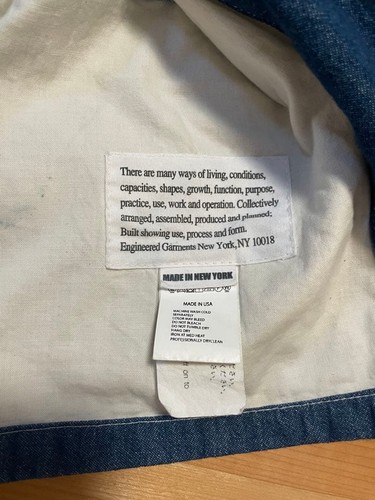 There are many ways of living, conditions,
capacities, shapes, growth, function, purpose,
practice, use, work and operation. Collectively
arranged, assembled, produced and planned;
Built showing use, process and form.
Engineered Garments New York, NY 10018
MADE IN NEW YORK
MADE IN USA
MACHINE WASH COLD
SEPARATELY
COLOR MAY BLEED
DO NOT BLEACH
DO NOT TUMBLE DRY
HANG DRY
IRON AT MED HEAT
PROFESSIONALLY DRY CLEAN